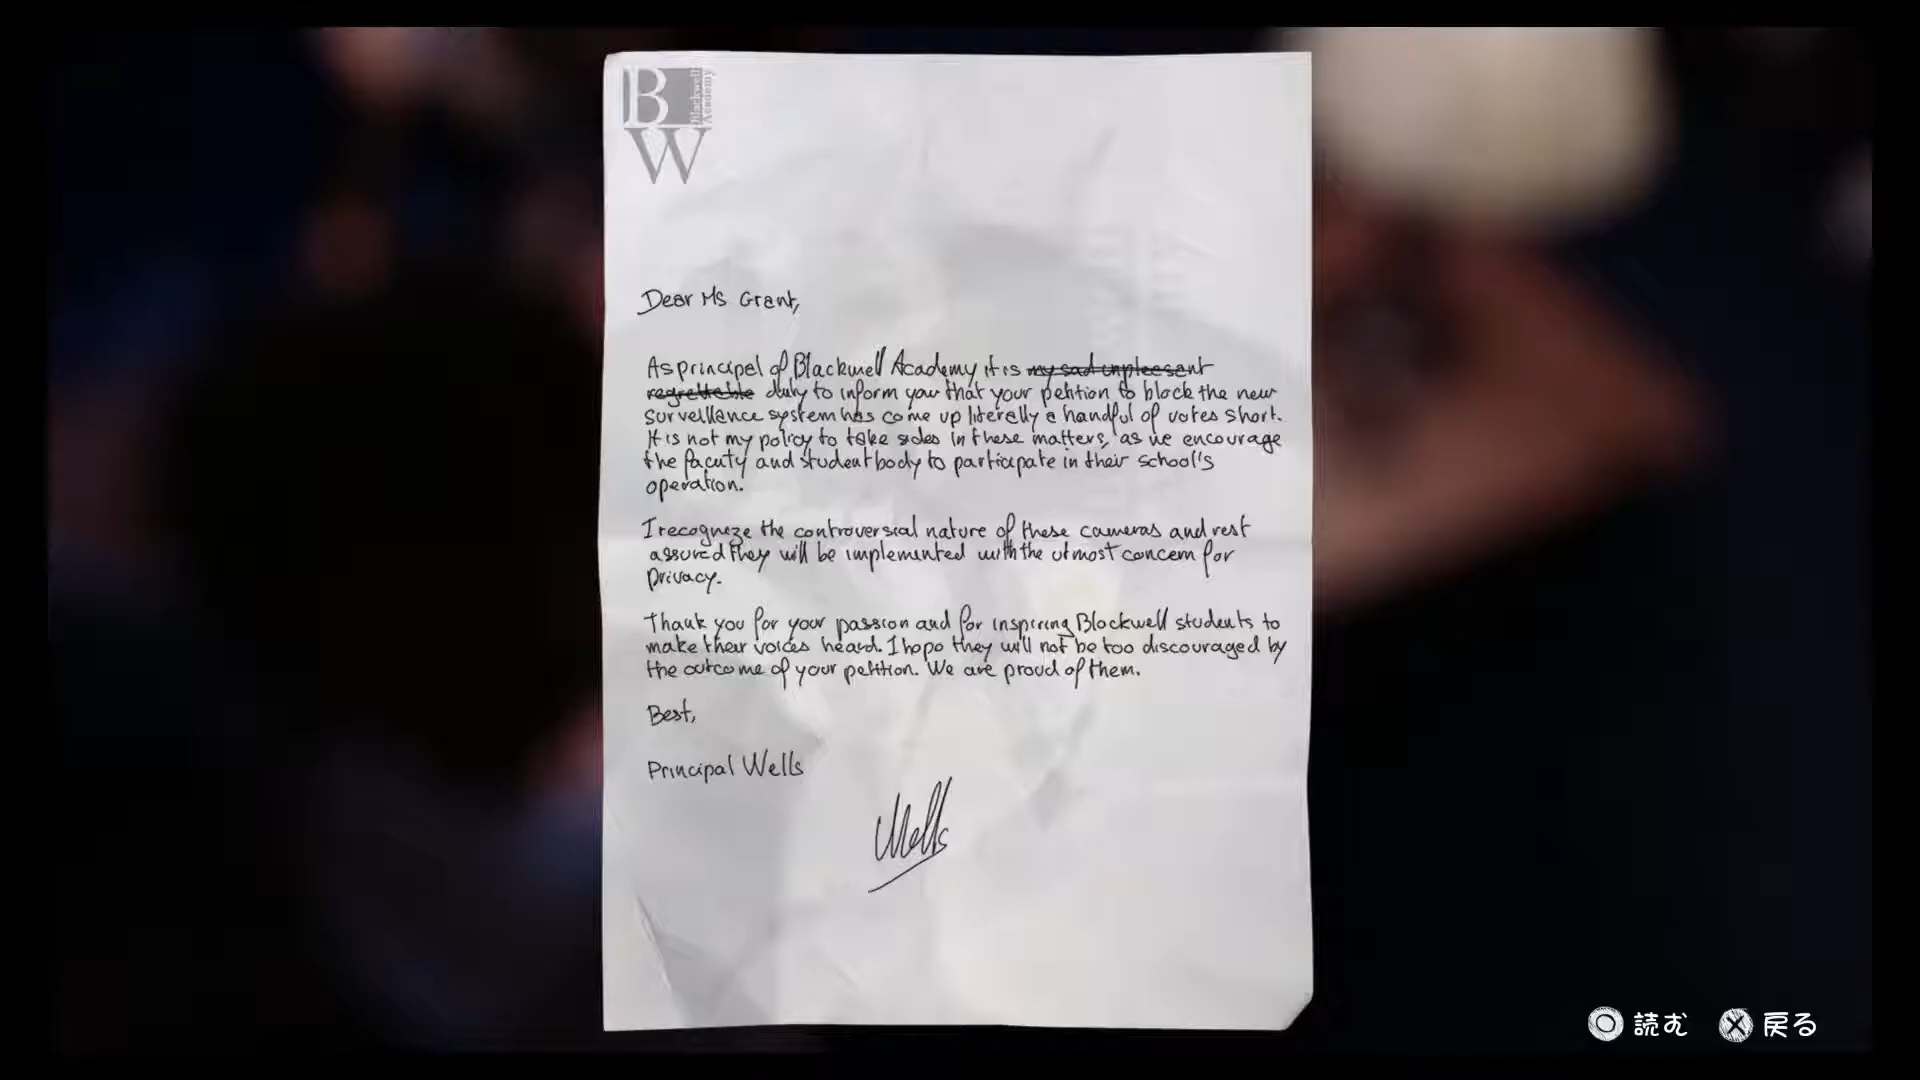 BW
Blackwell
Academy
Dear Ms Grant,
As principal of Blackwell Academy it is my sad unpleasant
regrettable duty to inform you that your petition to block the new
survellance system has come up literally a handful of votes short.
It is not my policy to take sides in these matters, as we encourage
the facuty and student body to participate in their school's
operation.
I recogneze the controversial nature of these cameras and rest
assured they will be implemented with the utmost concern for
privacy.
Thank you for your passion and for inspiring Blackwell students to
make their voices heard. I hope they will not be too discouraged by
the outcome of your petition. We are proud of them.
Best,
Principal Wells
Wells
読む 戻る